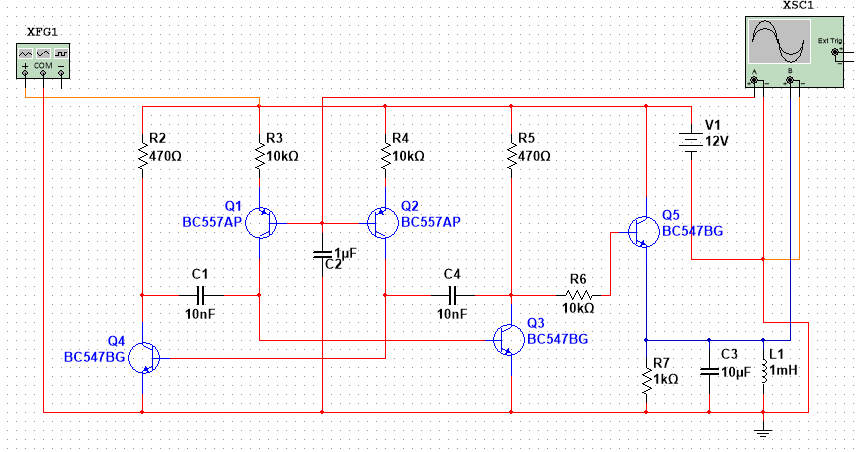 XFG1
COM
XSC1
Ext Trig
A
B
R2
470Ω
R3
10kΩ
R4
10kΩ
R5
470Ω
V1
12V
Q1
BC557AP
Q2
BC557AP
Q5
BC547BG
1µF
C2
C1
10nF
C4
10nF
R6
10kΩ
Q4
BC547BG
Q3
BC547BG
R7
1kΩ
C3
10µF
L1
1mH